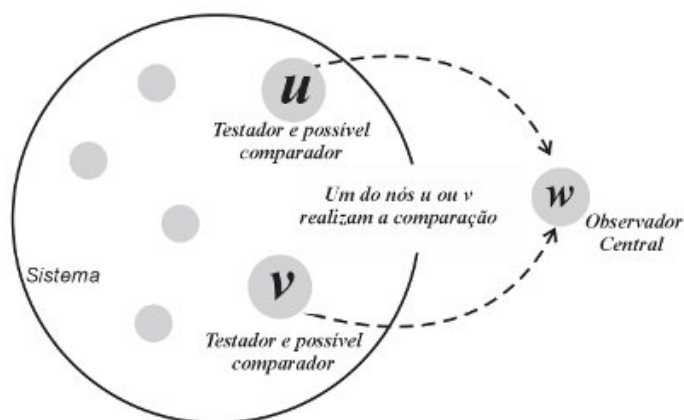 u
Testador e possível
comparador
Um do nós u ou v
realizam a comparação
w
Observador
Central
Sistema
v
Testador e possível
comparador